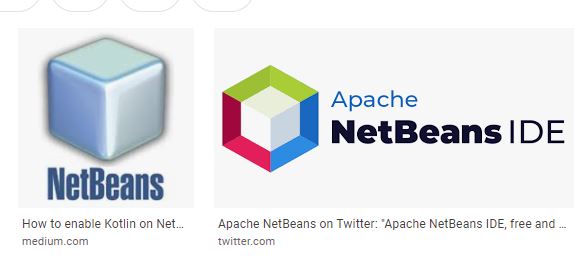 NetBeans
Apache
NetBeans IDE
How to enable Kotlin on Net...
medium.com
Apache NetBeans on Twitter: "Apache NetBeans IDE, free and ...
twitter.com